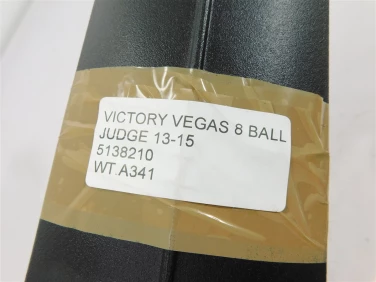 VICTORY VEGAS 8 BALL
JUDGE 13-15
5138210
WT.A341